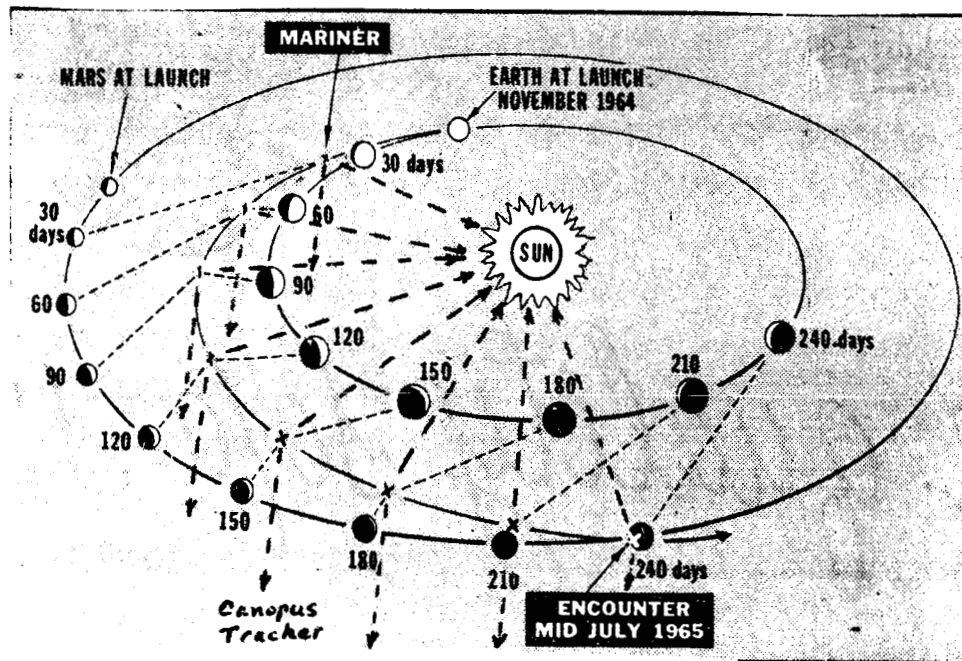 MARINER
MARS AT LAUNCH
EARTH AT LAUNCH
NOVEMBER 1964
30 days
30
days
60
60
SUN
90
90
120
120
150
150
180
180
210
210
240 days
240 days
Canopus
Tracher
ENCOUNTER
MID JULY 1965